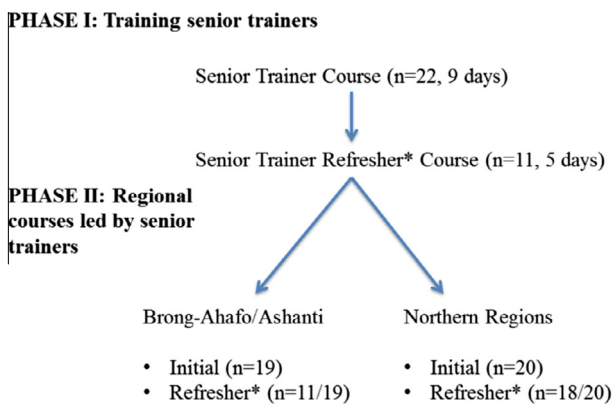 PHASE I: Training senior trainers
Senior Trainer Course (n=22, 9 days)
Senior Trainer Refresher* Course (n=11, 5 days)
PHASE II: Regional
courses led by senior
trainers
Brong-Ahafo/Ashanti
• Initial (n=19)
• Refresher* (n=11/19)
Northern Regions
• Initial (n=20)
• Refresher* (n=18/20)